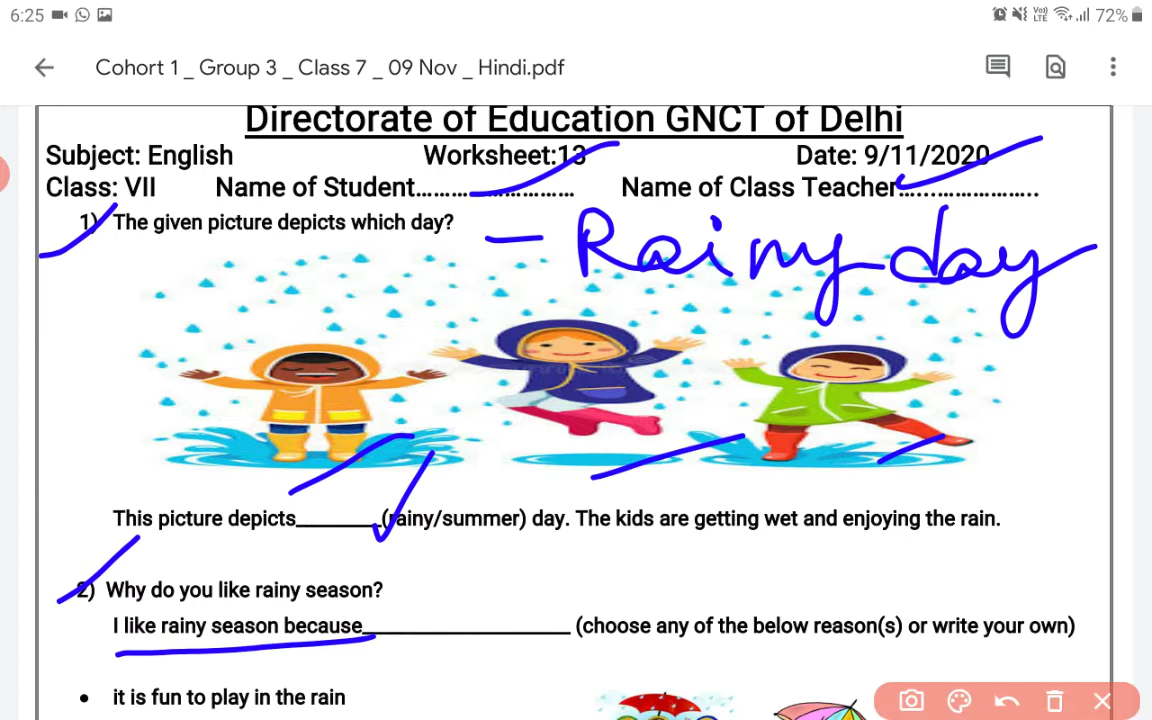 6:25 Vo) LTE 72%
Cohort 1 _ Group 3 _ Class 7 _ 09 Nov _ Hindi.pdf
Directorate of Education GNCT of Delhi
Subject: English Worksheet:13 Date: 9/11/2020
Class: VII Name of Student........................... Name of Class Teacher........................
1) The given picture depicts which day? – Rainy day
This picture depicts________(rainy/summer) day. The kids are getting wet and enjoying the rain.
2) Why do you like rainy season?
I like rainy season because___________________ (choose any of the below reason(s) or write your own)
• it is fun to play in the rain